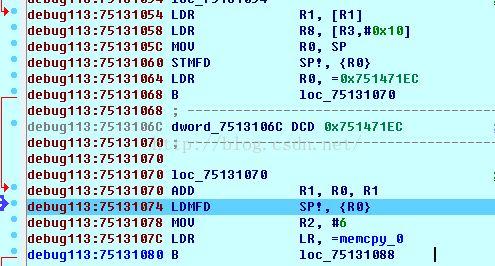 debug113:75131054 loc_75131054
debug113:75131054 LDR R1, [R1]
debug113:75131058 LDR R8, [R3,#0x10]
debug113:7513105C MOV R0, SP
debug113:75131060 STMFD SP!, {R0}
debug113:75131064 LDR R0, =0x751471EC
debug113:75131068 B loc_75131070
debug113:75131068 ; ---------------------------------------
debug113:7513106C dword_7513106C DCD 0x751471EC ;
debug113:75131070 ; ---------------------------------------
debug113:75131070
debug113:75131070 loc_75131070 ;
debug113:75131070 ADD R1, R0, R1
debug113:75131074 LDMFD SP!, {R0}
debug113:75131078 MOV R2, #6
debug113:7513107C LDR LR, =memcpy_0
debug113:75131080 B loc_75131088
http://blog.csdn.net/